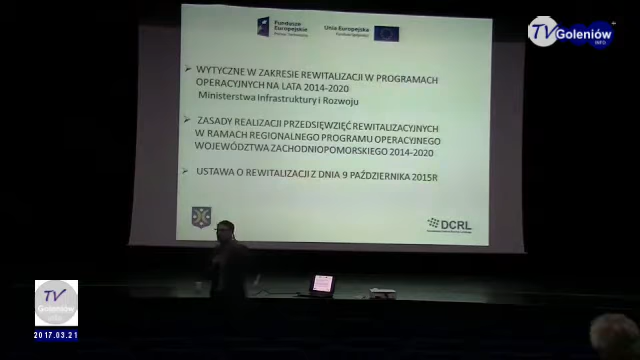 Fundusze
Europejskie
Unia Europejska
TV Goleniów
INFO
WYTYCZNE W ZAKRESIE REWITALIZACJI W PROGRAMACH
OPERACYJNYCH NA LATA 2014-2020
Ministerstwa Infrastruktury i Rozwoju
ZASADY REALIZACJI PRZEDSIĘWZIĘĆ REWITALIZACYJNYCH
W RAMACH REGIONALNEGO PROGRAMU OPERACYJNEGO
WOJEWÓDZTWA ZACHODNIOPOMORSKIEGO 2014-2020
USTAWA O REWITALIZACJI Z DNIA 9 PAŹDZIERNIKA 2015R
DCRL
TV
Goleniów
2017.03.21